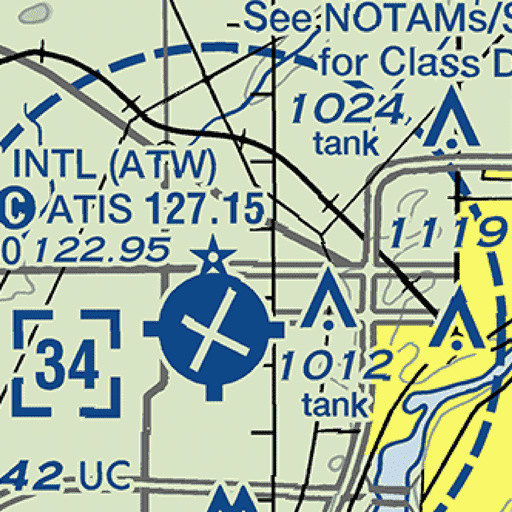 See NOTAMs/S
for Class D
1024
tank
INTL (ATW)
C ATIS 127.15
0 122.95
1119
34
1012
tank
42 UC